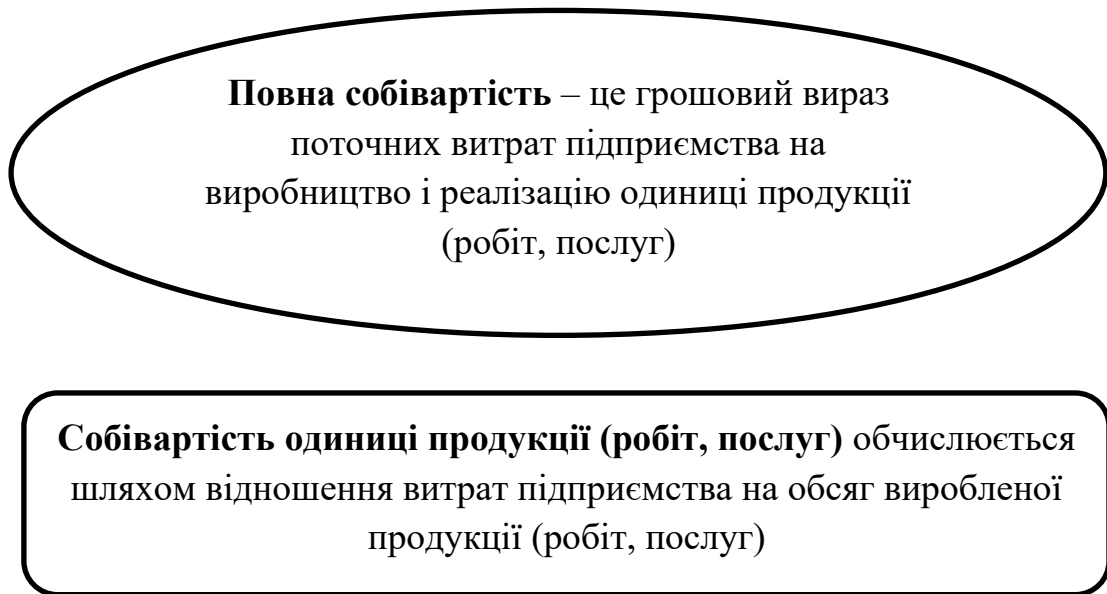 Повна собівартість – це грошовий вираз
поточних витрат підприємства на
виробництво і реалізацію одиниці продукції
(робіт, послуг)
Собівартість одиниці продукції (робіт, послуг) обчислюється
шляхом відношення витрат підприємства на обсяг виробленої
продукції (робіт, послуг)